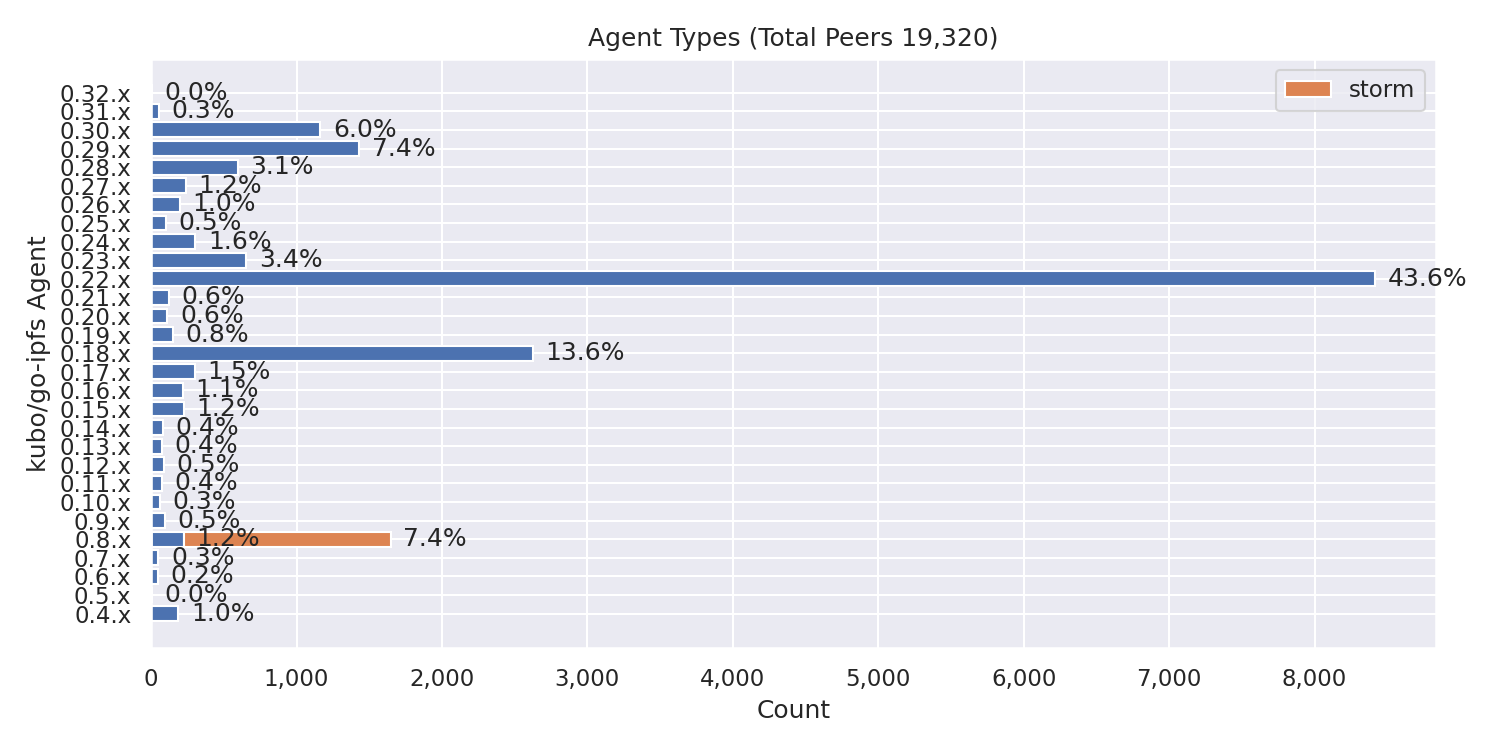 Agent Types (Total Peers 19,320)
storm
kubo/go-ipfs Agent
0.32.x 0.0%
0.31.x 0.3%
0.30.x 6.0%
0.29.x 7.4%
0.28.x 3.1%
0.27.x 1.2%
0.26.x 1.0%
0.25.x 0.5%
0.24.x 1.6%
0.23.x 3.4%
0.22.x 43.6%
0.21.x 0.6%
0.20.x 0.6%
0.19.x 0.8%
0.18.x 13.6%
0.17.x 1.5%
0.16.x 1.1%
0.15.x 1.2%
0.14.x 0.4%
0.13.x 0.4%
0.12.x 0.5%
0.11.x 0.4%
0.10.x 0.3%
0.9.x 0.5%
0.8.x 1.2% 7.4%
0.7.x 0.3%
0.6.x 0.2%
0.5.x 0.0%
0.4.x 1.0%
0 1,000 2,000 3,000 4,000 5,000 6,000 7,000 8,000
Count